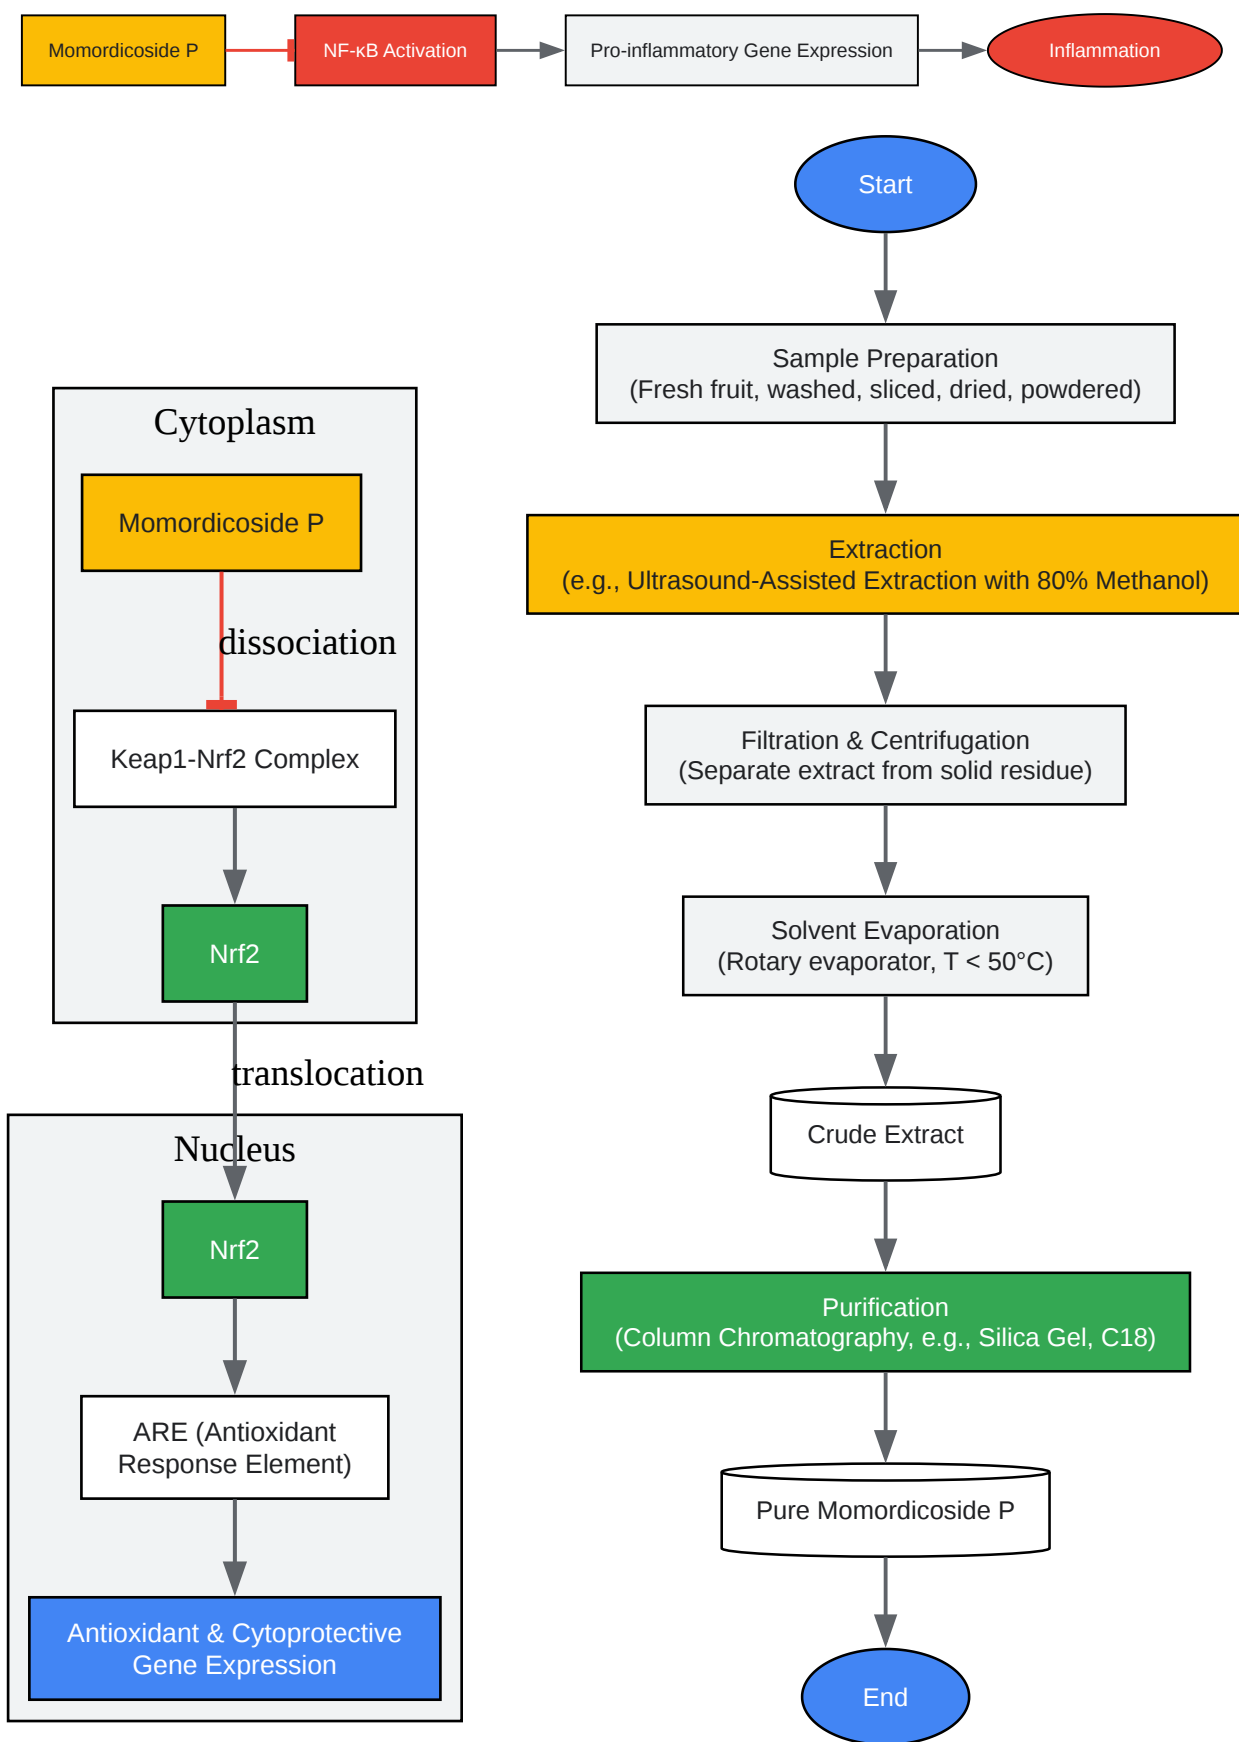 Momordicoside P
NF-κB Activation
Pro-inflammatory Gene Expression
Inflammation
Cytoplasm
Momordicoside P
dissociation
Keap1-Nrf2 Complex
Nrf2
translocation
Nucleus
Nrf2
ARE (Antioxidant
Response Element)
Antioxidant & Cytoprotective
Gene Expression
Start
Sample Preparation
(Fresh fruit, washed, sliced, dried, powdered)
Extraction
(e.g., Ultrasound-Assisted Extraction with 80% Methanol)
Filtration & Centrifugation
(Separate extract from solid residue)
Solvent Evaporation
(Rotary evaporator, T < 50°C)
Crude Extract
Purification
(Column Chromatography, e.g., Silica Gel, C18)
Pure Momordicoside P
End